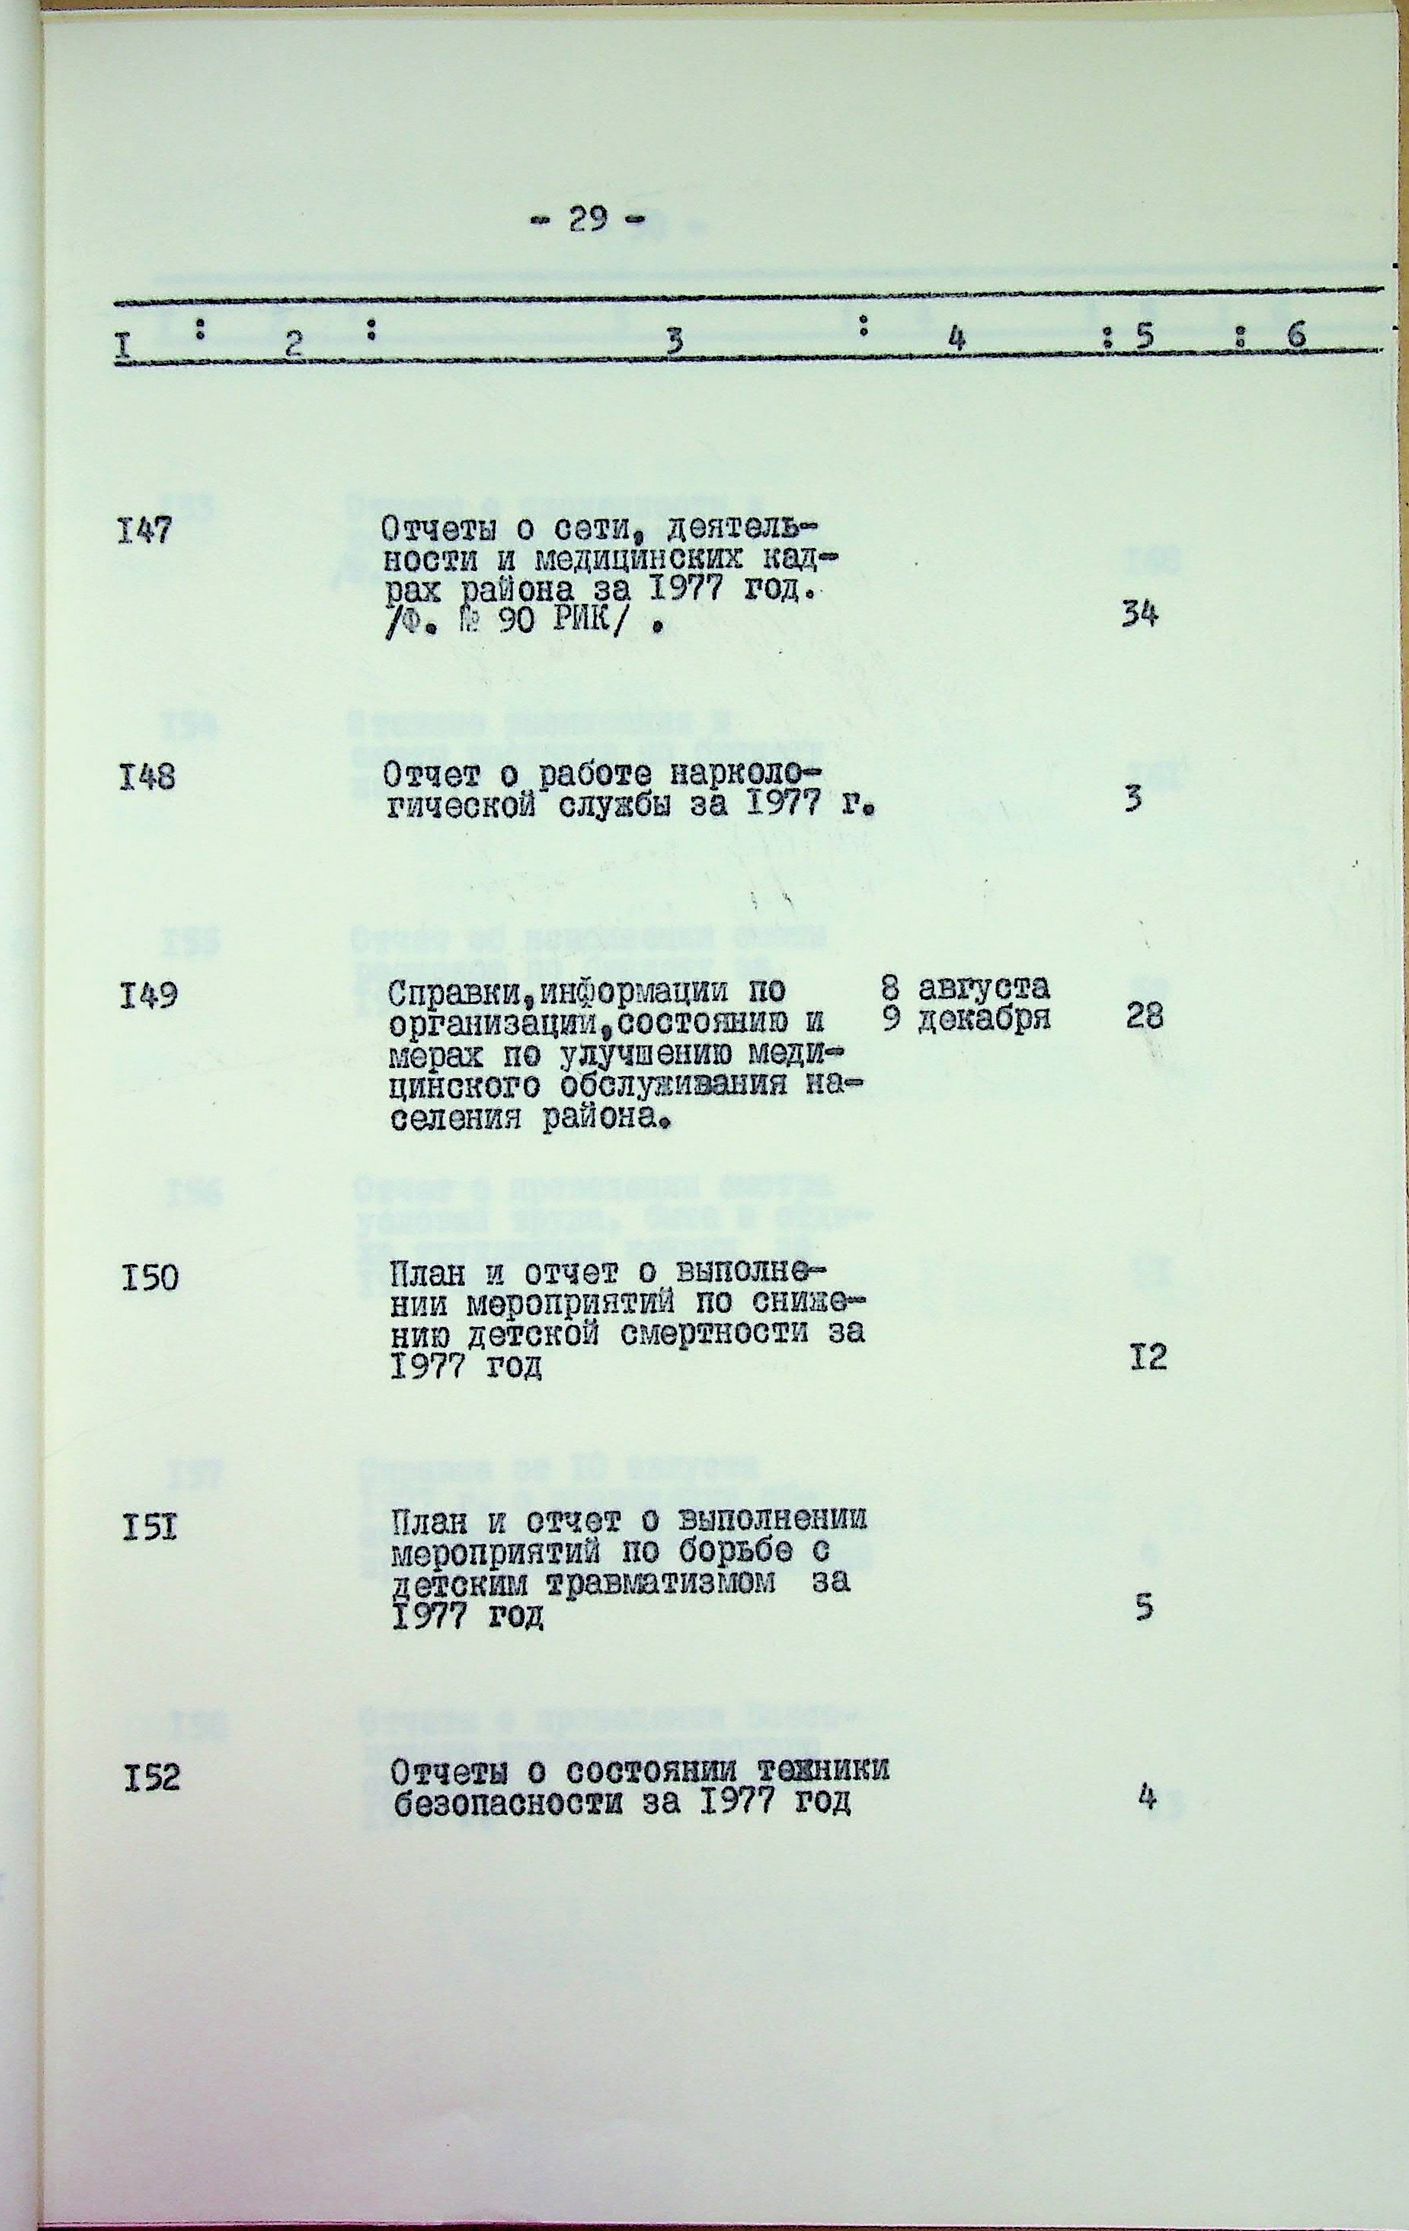 - 29 -
I : 2 : 3 : 4 : 5 : 6
I47 Отчеты о сети, деятель-
ности и медицинских кад-
рах района за I977 год.
/Ф. № 90 РИК/ . 34
I48 Отчет о работе нарколо-
гической службы за I977 г. 3
I49 Справки,информации по 8 августа
организации,состоянию и 9 декабря 28
мерах по улучшению меди-
цинского обслуживания на-
селения района.
I50 План и отчет о выполне-
нии мероприятий по сниже-
нию детской смертности за
I977 год I2
I5I План и отчет о выполнении
мероприятий по борьбе с
детским травматизмом за
I977 год 5
I52 Отчеты о состоянии техники
безопасности за I977 год 4